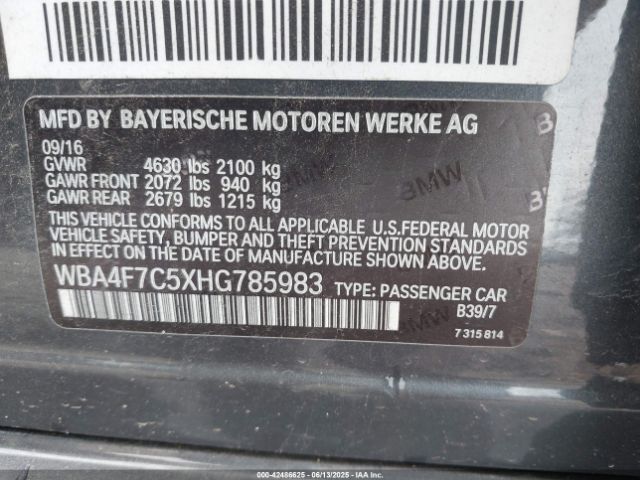 MFD BY BAYERISCHE MOTOREN WERKE AG
09/16
GVWR 4630 lbs 2100 kg
GAWR FRONT 2072 lbs 940 kg
GAWR REAR 2679 lbs 1215 kg
THIS VEHICLE CONFORMS TO ALL APPLICABLE U.S.FEDERAL MOTOR
VEHICLE SAFETY, BUMPER AND THEFT PREVENTION STANDARDS
IN EFFECT ON THE DATE OF MANUFACTURE SHOWN ABOVE.
WBA4F7C5XHG785983 TYPE: PASSENGER CAR
B39/7
7 315 814
000-42486625 - 06/13/2025 - IAAI.COM